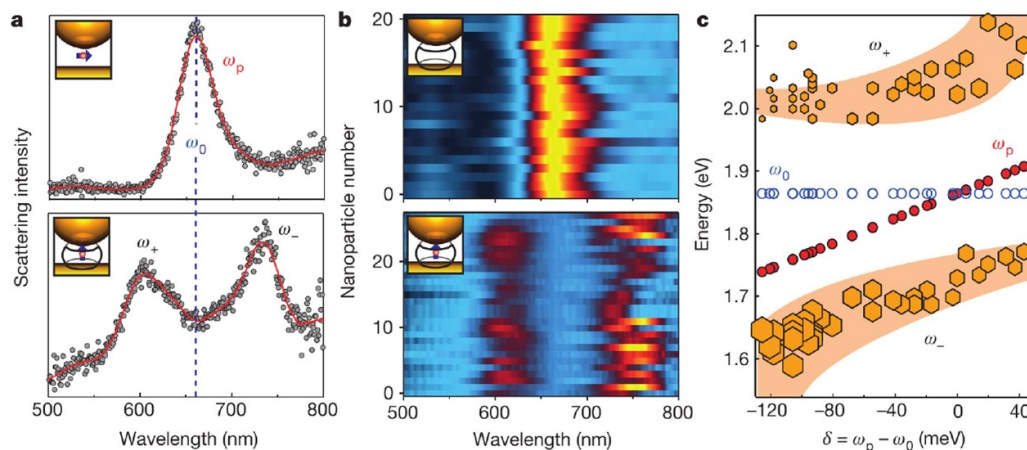 a
ωp
ω0
ω+
ω−
Scattering intensity
500 600 700 800
Wavelength (nm)
b
20
10
0
20
10
0
Nanoparticle number
500 600 700 800
Wavelength (nm)
c
2.1
2.0
1.9
1.8
1.7
1.6
Energy (eV)
ω+
ωp
ω0
ω−
−120 −80 −40 0 40
δ = ωp − ω0 (meV)